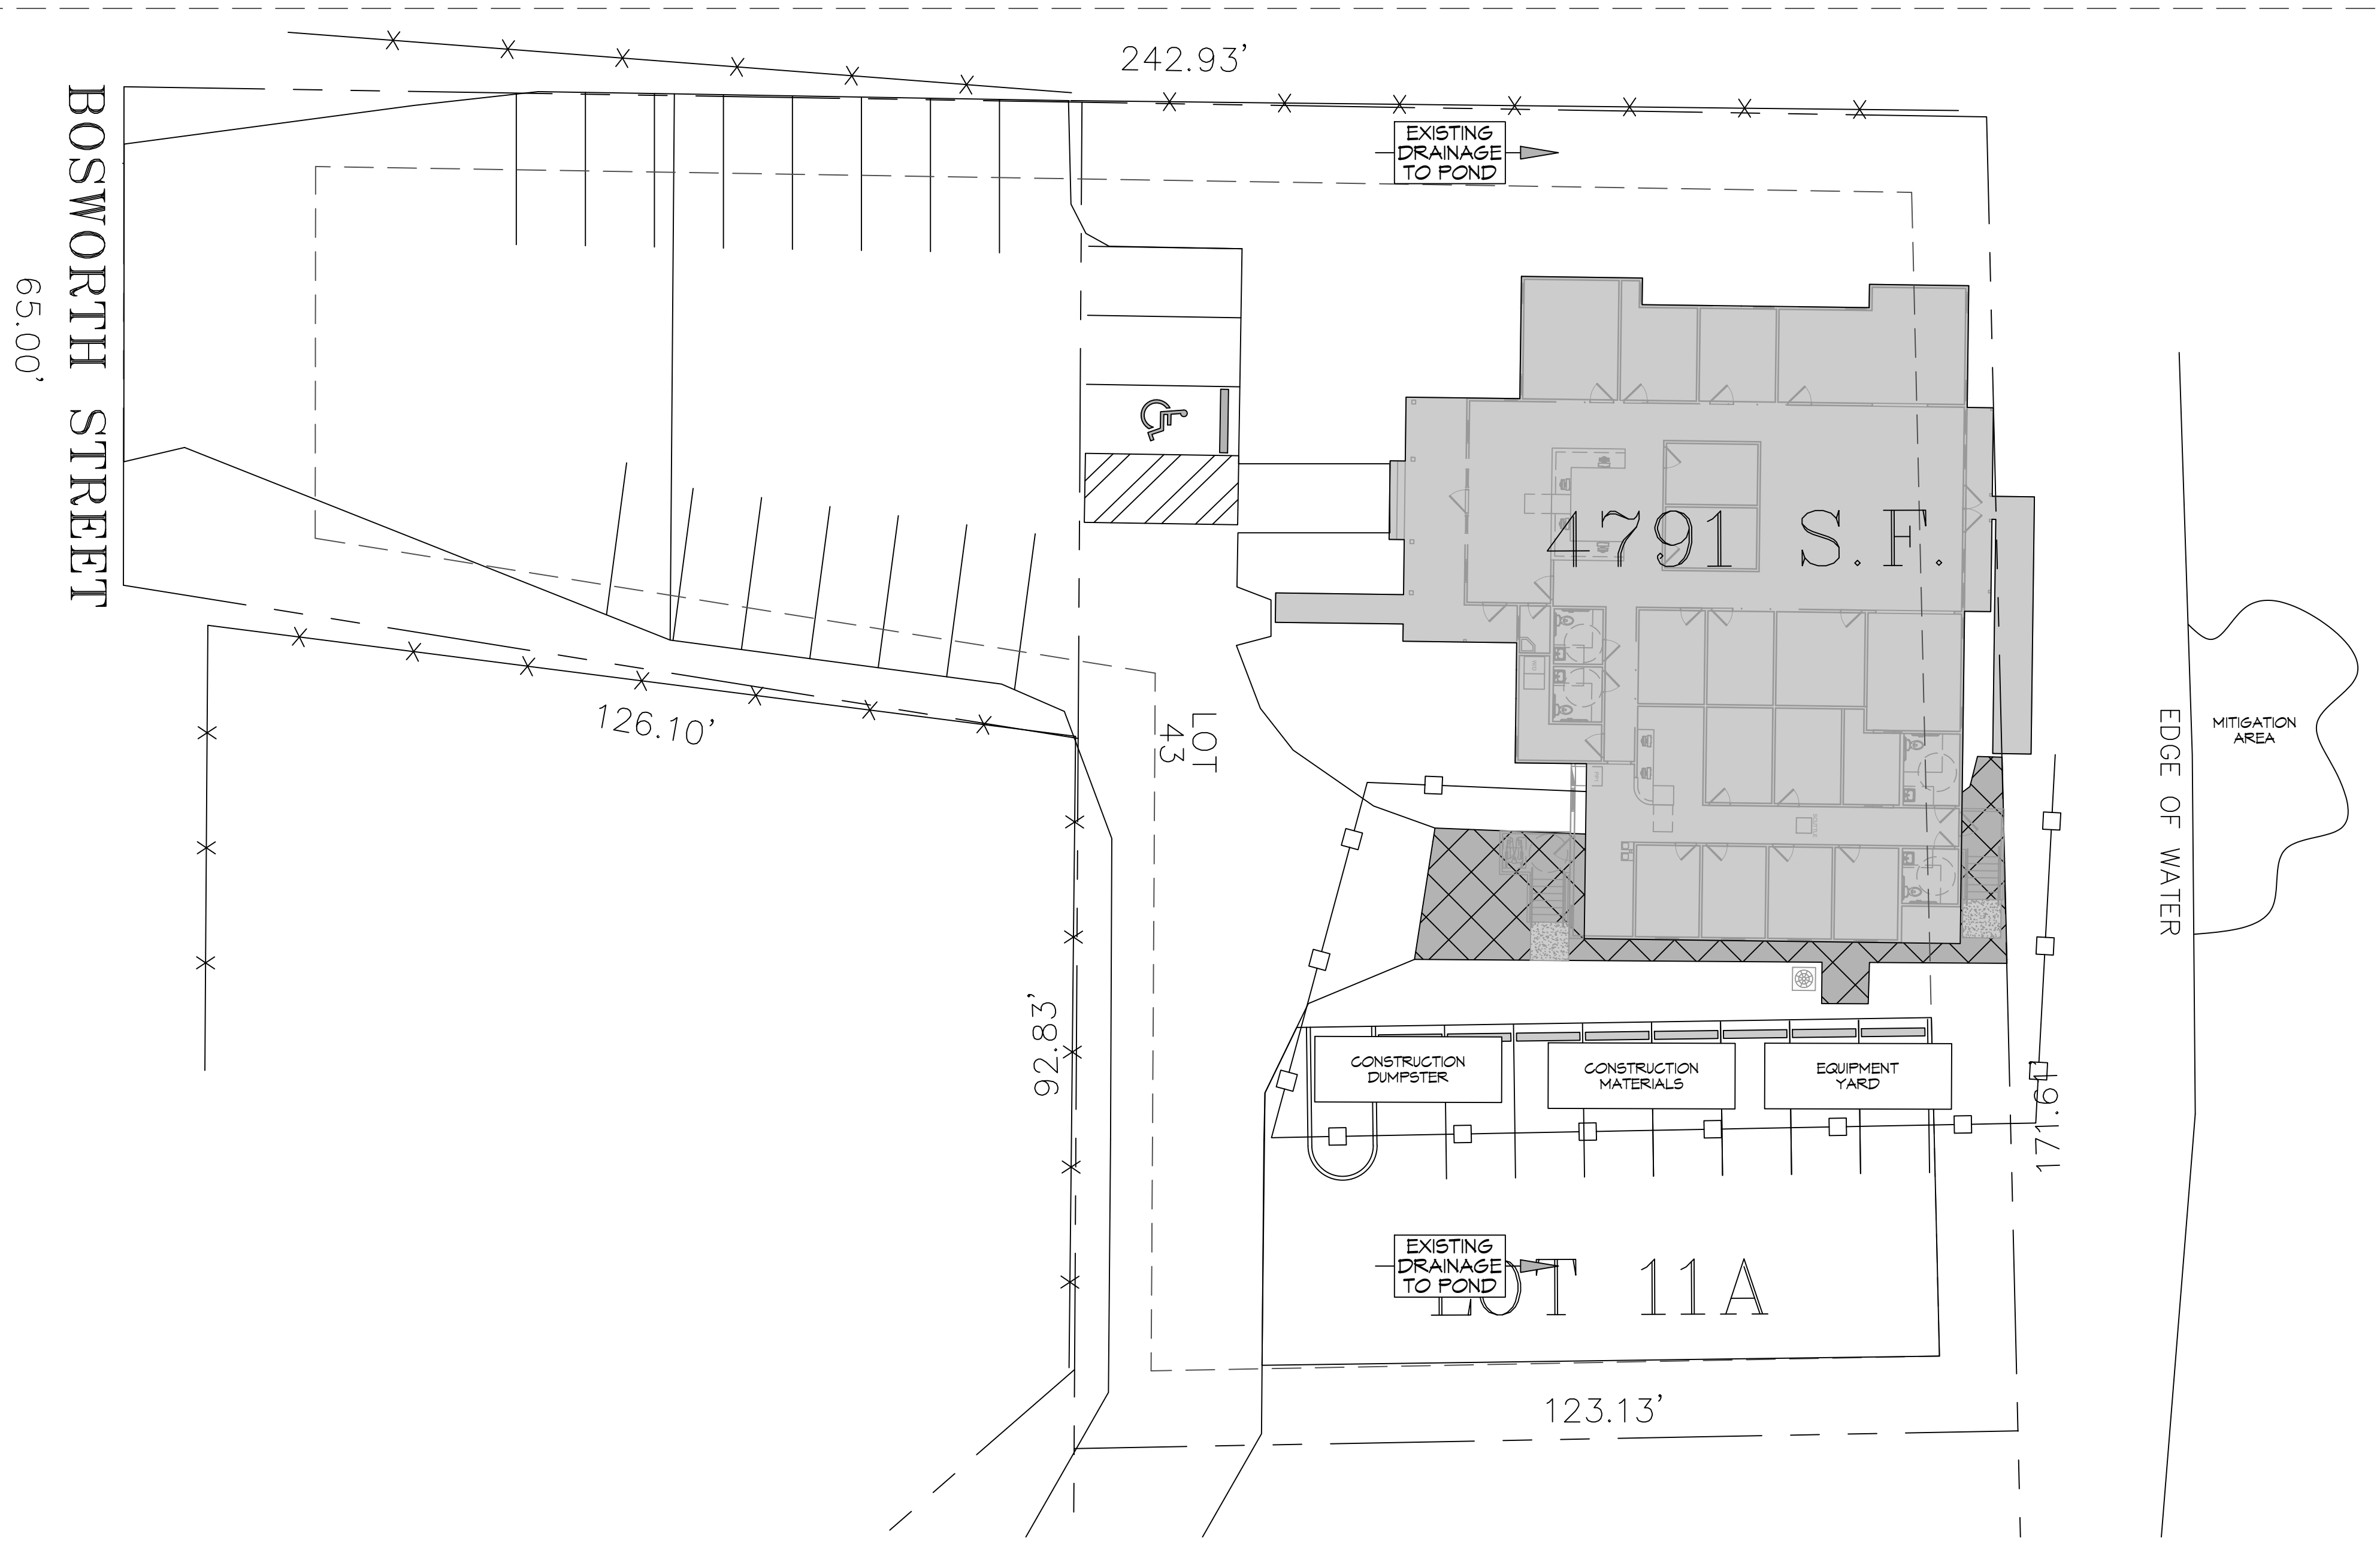 242.93'
EXISTING
DRAINAGE
TO POND
BOSWORTH STREET
65.00'
4791 S.F.
126.10'
LOT
43
EDGE OF WATER
MITIGATION
AREA
92.83'
CONSTRUCTION
DUMPSTER
CONSTRUCTION
MATERIALS
EQUIPMENT
YARD
171.61'
EXISTING
DRAINAGE
TO POND
LOT 11A
123.13'